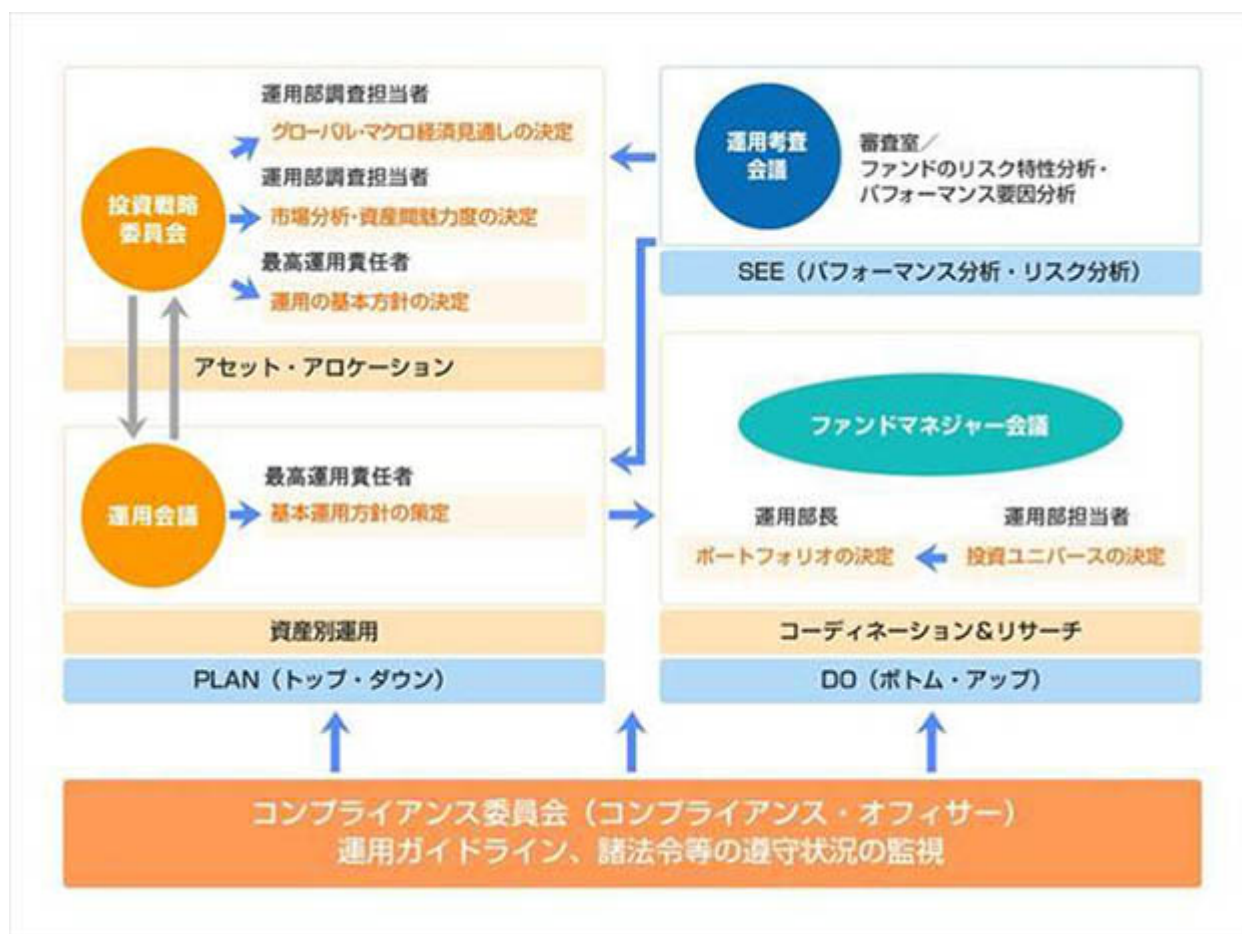 運用部調査担当者
グローバル・マクロ経済見通しの決定
運用部調査担当者
投資戦略
委員会
市場分析・資産間魅力度の決定
最高運用責任者
運用の基本方針の決定
アセット・アロケーション
運用考査
会議
審査室/
ファンドのリスク特性分析・
パフォーマンス要因分析
SEE(パフォーマンス分析・リスク分析)
運用会議
最高運用責任者
基本運用方針の策定
資産別運用
PLAN(トップ・ダウン)
ファンドマネジャー会議
運用部長
ポートフォリオの決定
運用部担当者
投資ユニバースの決定
コーディネーション&リサーチ
DO(ボトム・アップ)
コンプライアンス委員会(コンプライアンス・オフィサー)
運用ガイドライン、諸法令等の遵守状況の監視